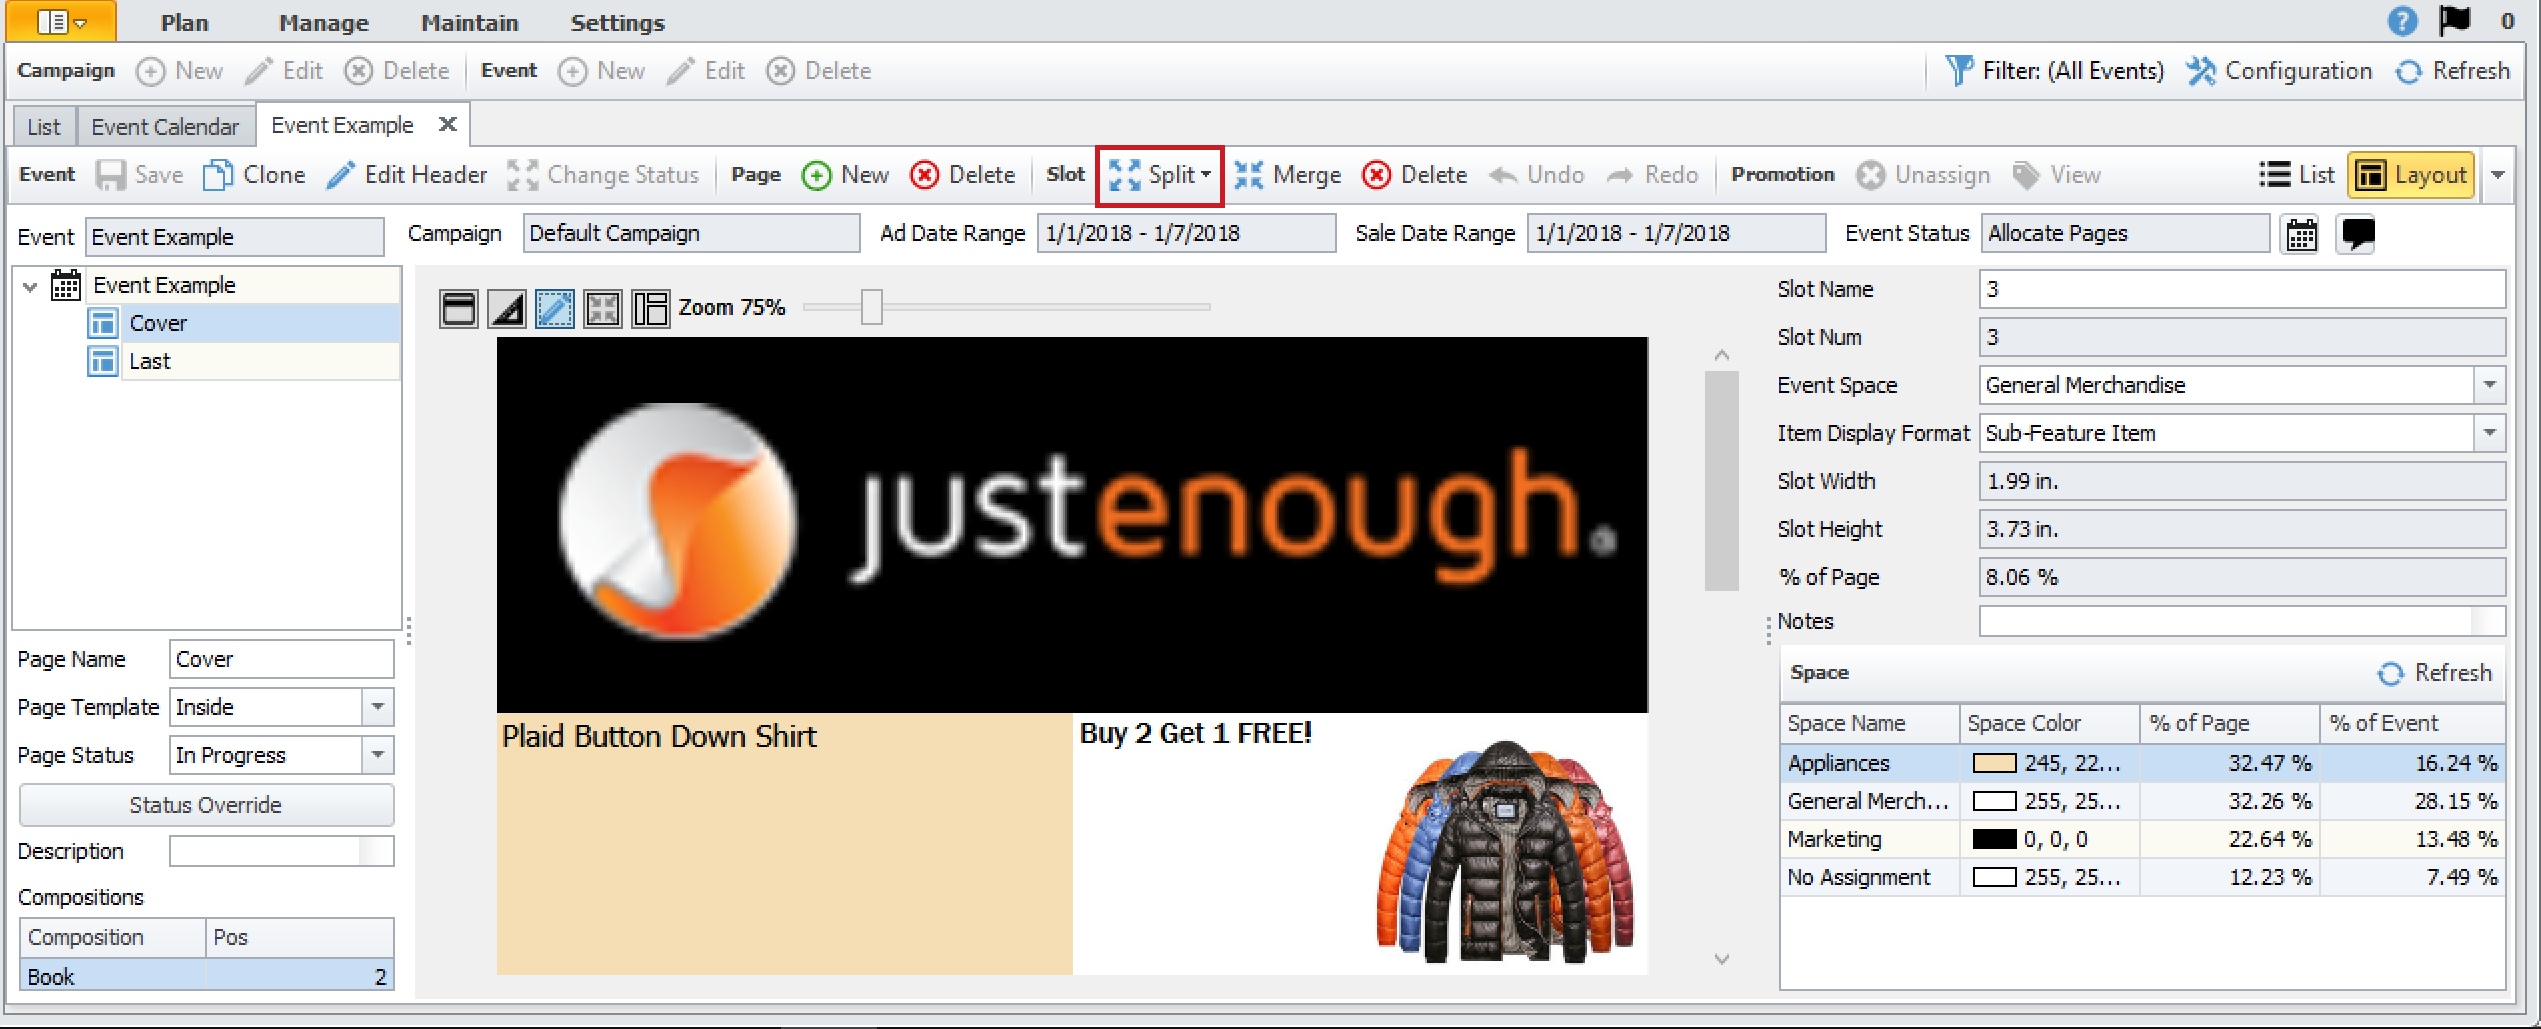 Plan Manage Maintain Settings ? 0
Campaign New Edit Delete Event New Edit Delete Filter: (All Events) Configuration Refresh
List Event Calendar Event Example
Event Save Clone Edit Header Change Status Page New Delete Slot Split Merge Delete Undo Redo Promotion Unassign View List Layout
Event Event Example Campaign Default Campaign Ad Date Range 1/1/2018 - 1/7/2018 Sale Date Range 1/1/2018 - 1/7/2018 Event Status Allocate Pages
Event Example
Cover
Last
Page Name Cover
Page Template Inside
Page Status In Progress
Status Override
Description
Compositions
Composition Pos
Book 2
Zoom 75%
justenough
Plaid Button Down Shirt
Buy 2 Get 1 FREE!
Slot Name 3
Slot Num 3
Event Space General Merchandise
Item Display Format Sub-Feature Item
Slot Width 1.99 in.
Slot Height 3.73 in.
% of Page 8.06 %
Notes
Space Refresh
Space Name Space Color % of Page % of Event
Appliances 245, 22... 32.47 % 16.24 %
General Merch... 255, 25... 32.26 % 28.15 %
Marketing 0, 0, 0 22.64 % 13.48 %
No Assignment 255, 25... 12.23 % 7.49 %